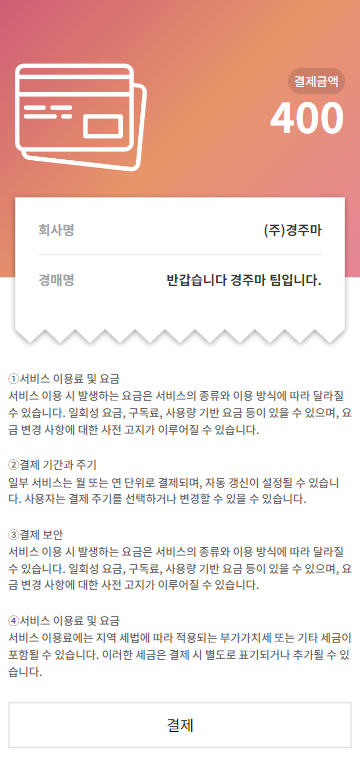 결제금액
400
회사명 (주)경주마
경매명 반갑습니다 경주마 팀입니다.
①서비스 이용료 및 요금
서비스 이용 시 발생하는 요금은 서비스의 종류와 이용 방식에 따라 달라질
수 있습니다. 일회성 요금, 구독료, 사용량 기반 요금 등이 있을 수 있으며, 요
금 변경 사항에 대한 사전 고지가 이루어질 수 있습니다.
②결제 기간과 주기
일부 서비스는 월 또는 연 단위로 결제되며, 자동 갱신이 설정될 수 있습니
다. 사용자는 결제 주기를 선택하거나 변경할 수 있을 수 있습니다.
③결제 보안
서비스 이용 시 발생하는 요금은 서비스의 종류와 이용 방식에 따라 달라질
수 있습니다. 일회성 요금, 구독료, 사용량 기반 요금 등이 있을 수 있으며, 요
금 변경 사항에 대한 사전 고지가 이루어질 수 있습니다.
④서비스 이용료 및 요금
서비스 이용료에는 지역 세법에 따라 적용되는 부가가치세 또는 기타 세금이
포함될 수 있습니다. 이러한 세금은 결제 시 별도로 표기되거나 추가될 수 있
습니다.
결제